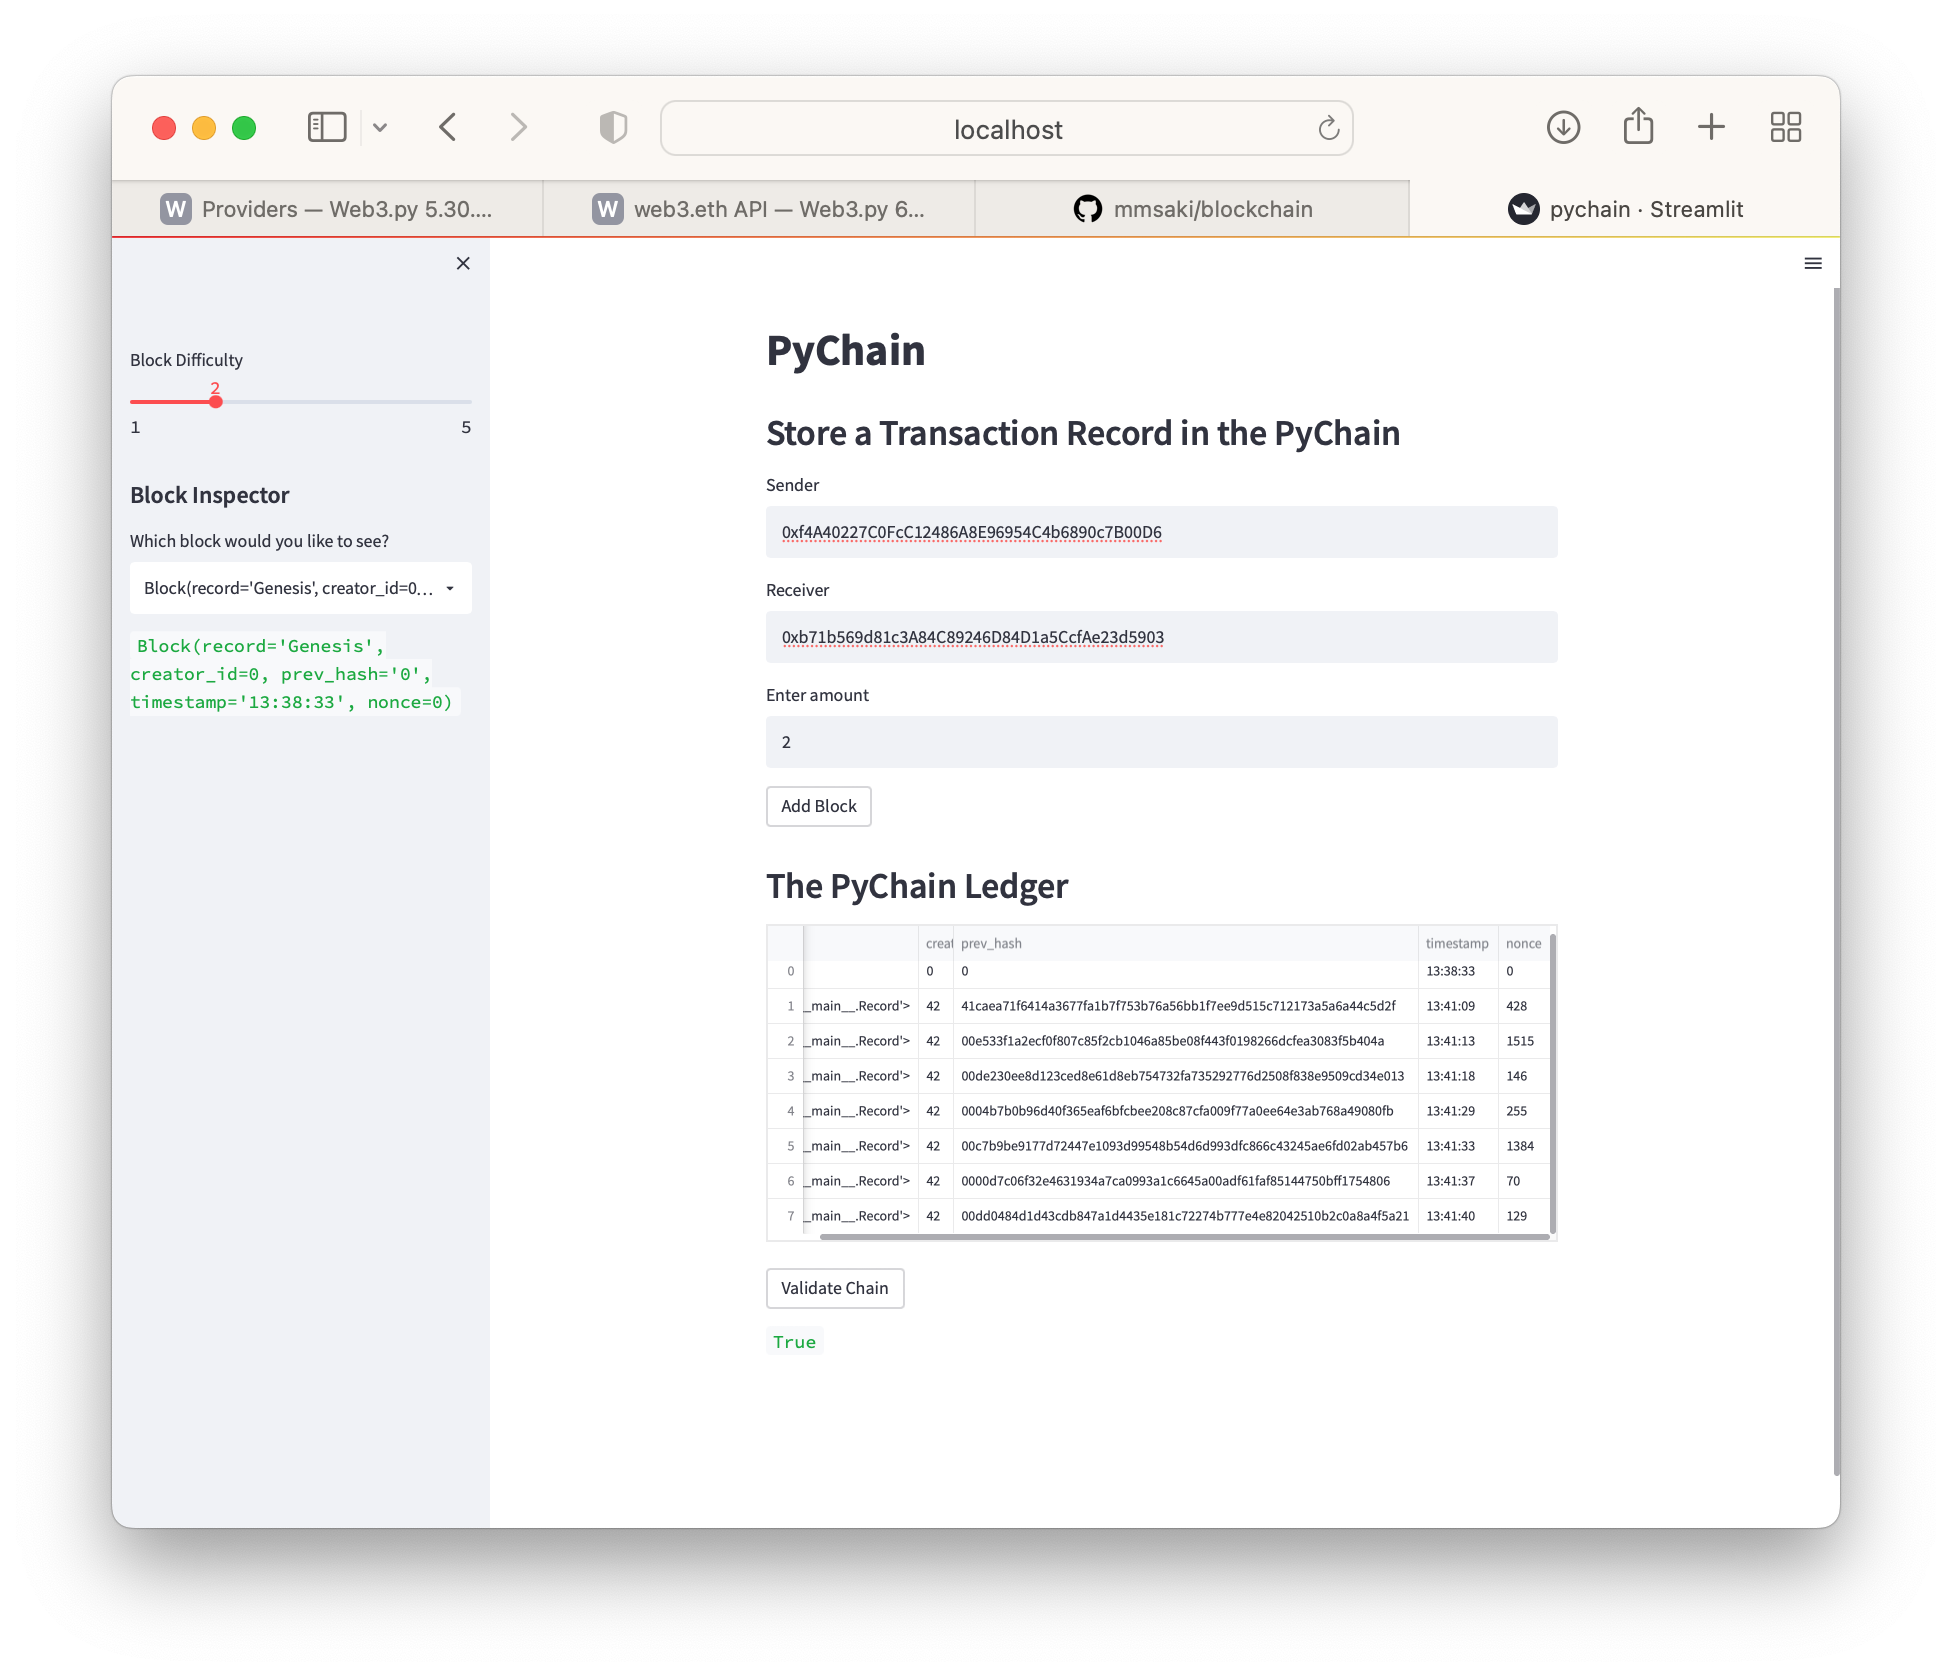 localhost
W Providers — Web3.py 5.30....
W web3.eth API — Web3.py 6...
mmsaki/blockchain
pychain · Streamlit
Block Difficulty
2
1 5
Block Inspector
Which block would you like to see?
Block(record='Genesis', creator_id=0...
Block(record='Genesis',
creator_id=0, prev_hash='0',
timestamp='13:38:33', nonce=0)
PyChain
Store a Transaction Record in the PyChain
Sender
0xf4A40227C0FcC12486A8E96954C4b6890c7B00D6
Receiver
0xb71b569d81c3A84C89246D84D1a5CcfAe23d5903
Enter amount
2
Add Block
The PyChain Ledger
creat prev_hash timestamp nonce
0 0 0 13:38:33 0
1 __main__.Record'> 42 41caea71f6414a3677fa1b7f753b76a56bb1f7ee9d515c712173a5a6a44c5d2f 13:41:09 428
2 __main__.Record'> 42 00e533f1a2ecf0f807c85f2cb1046a85be08f443f0198266dcfea3083f5b404a 13:41:13 1515
3 __main__.Record'> 42 00de230ee8d123ced8e61d8eb754732fa735292776d2508f838e9509cd34e013 13:41:18 146
4 __main__.Record'> 42 0004b7b0b96d40f365eaf6bfcbee208c87cfa009f77a0ee64e3ab768a49080fb 13:41:29 255
5 __main__.Record'> 42 00c7b9be9177d72447e1093d99548b54d6d993dfc866c43245ae6fd02ab457b6 13:41:33 1384
6 __main__.Record'> 42 0000d7c06f32e4631934a7ca0993a1c6645a00adf61faf85144750bff1754806 13:41:37 70
7 __main__.Record'> 42 00dd0484d1d43cdb847a1d4435e181c72274b777e4e82042510b2c0a8a4f5a21 13:41:40 129
Validate Chain
True